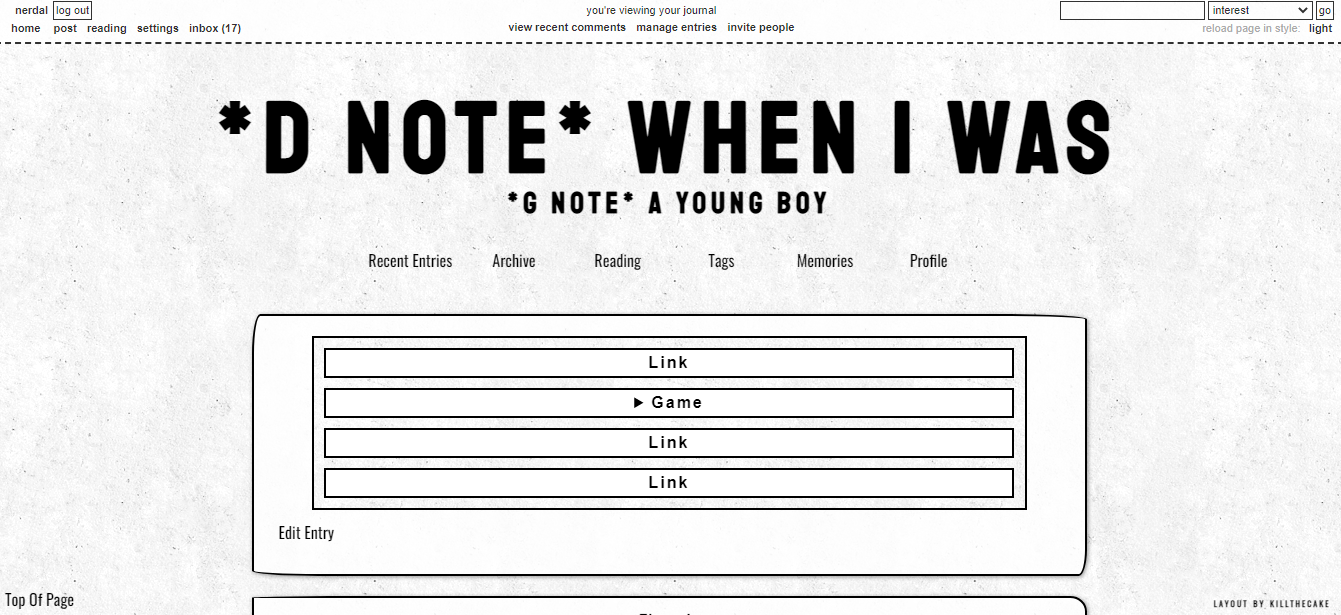 nerdal log out
you're viewing your journal
interest go
home post reading settings inbox (17)
view recent comments manage entries invite people
reload page in style: light
*D NOTE* WHEN I WAS
*G NOTE* A YOUNG BOY
Recent Entries Archive Reading Tags Memories Profile
Link
Game
Link
Link
Edit Entry
Top Of Page
LAYOUT BY KILLTHECAKE